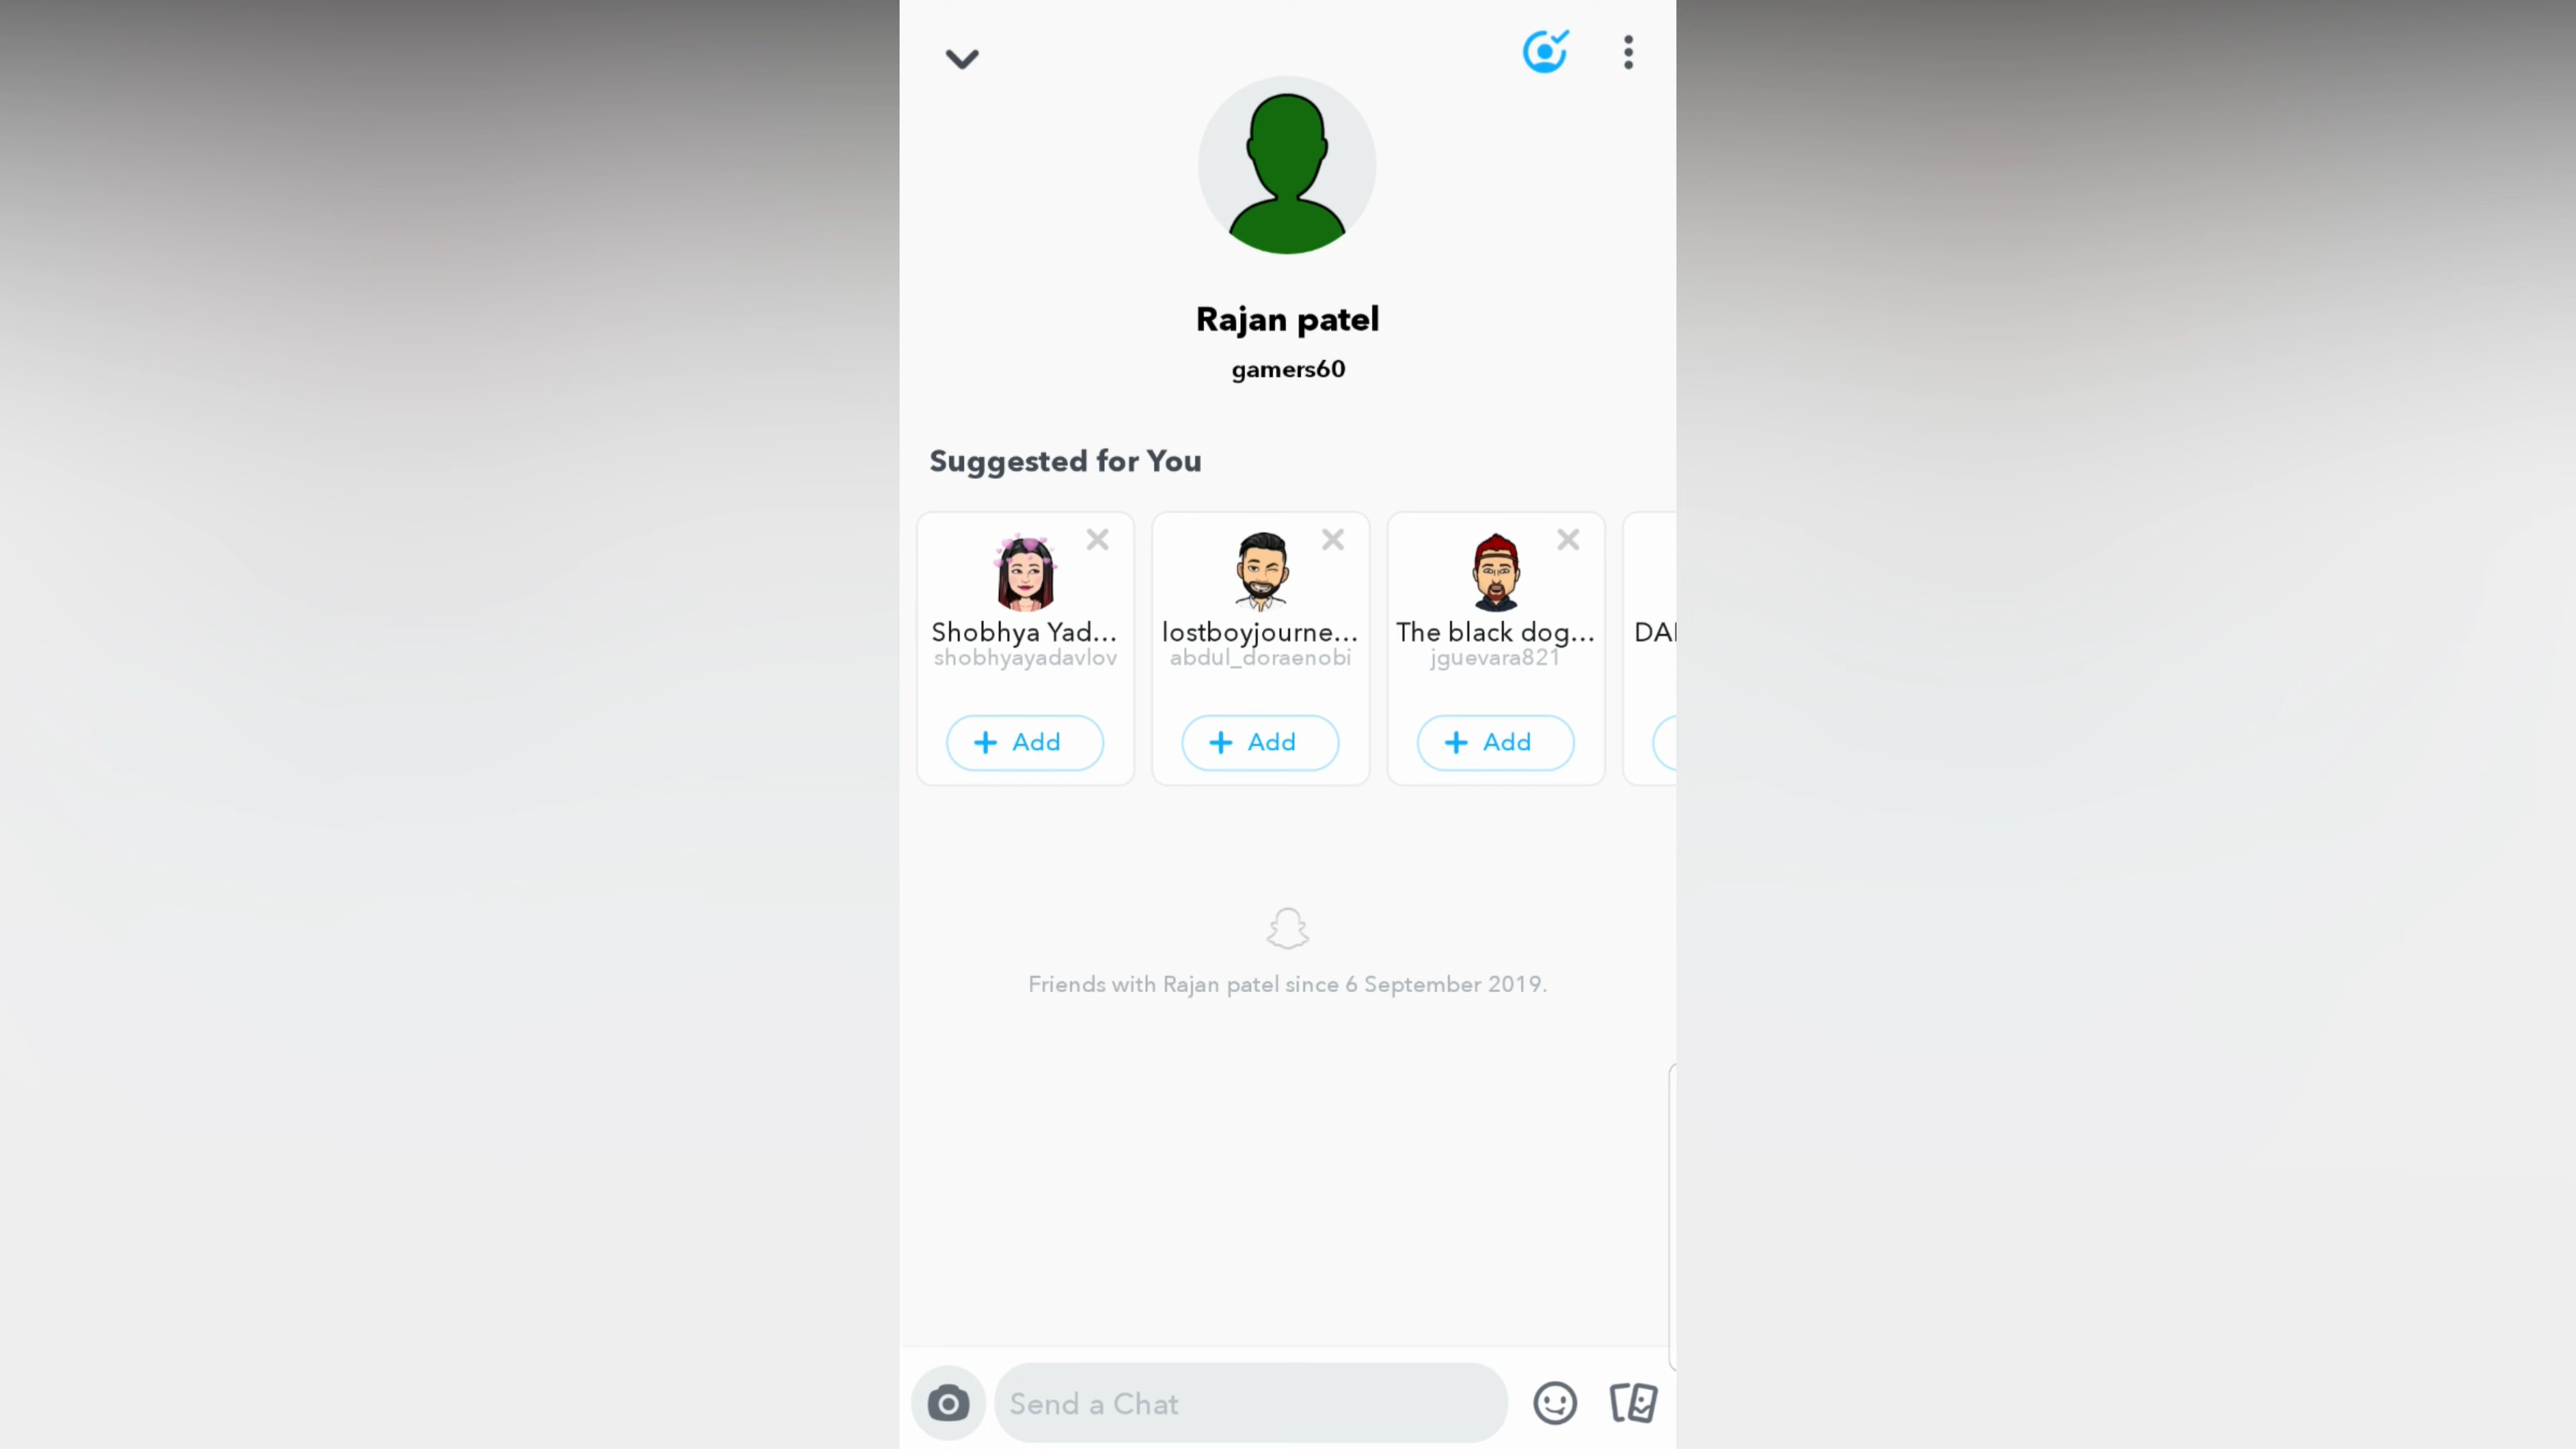 Rajan patel
gamers60
Suggested for You
Shobhya Yad...
shobhyayadavlov
+ Add
lostboyjourne...
abdul_doraenobi
+ Add
The black dog...
jguevara821
+ Add
Friends with Rajan patel since 6 September 2019.
Send a Chat